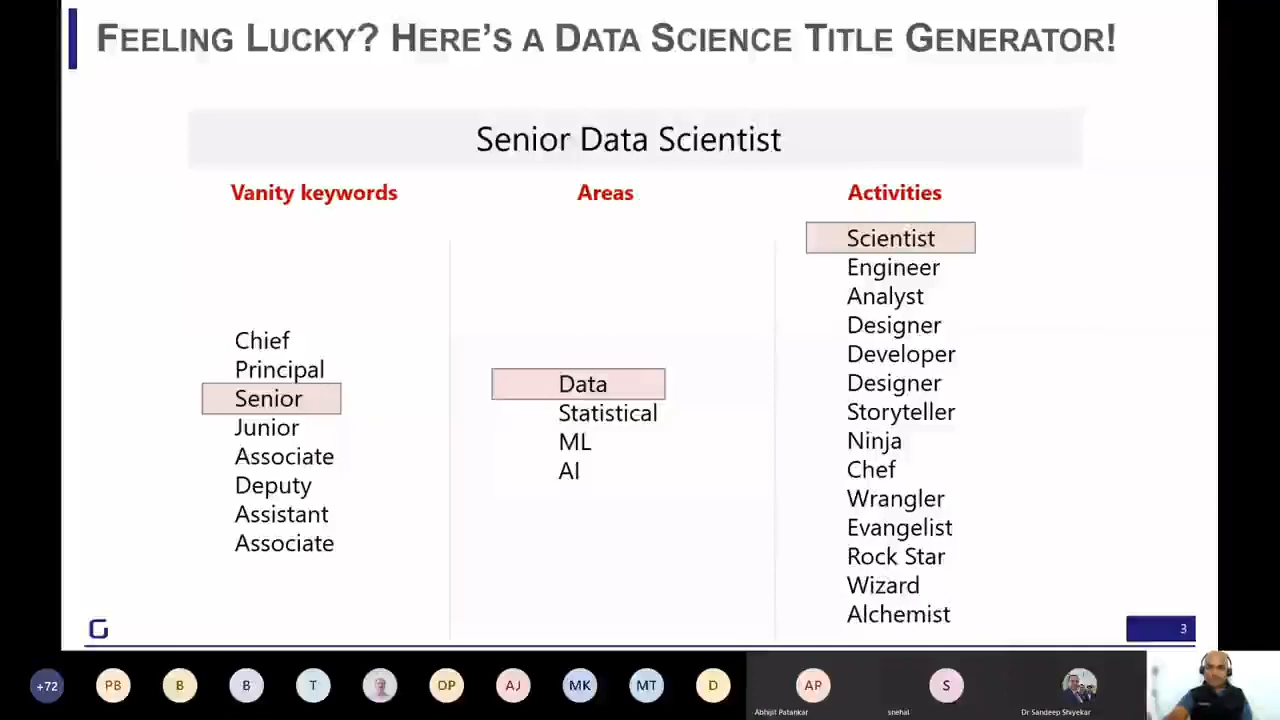 FEELING LUCKY? HERE'S A DATA SCIENCE TITLE GENERATOR!
Senior Data Scientist
Vanity keywords
Chief
Principal
Senior
Junior
Associate
Deputy
Assistant
Associate
Areas
Data
Statistical
ML
AI
Activities
Scientist
Engineer
Analyst
Designer
Developer
Designer
Storyteller
Ninja
Chef
Wrangler
Evangelist
Rock Star
Wizard
Alchemist
3
+72
PB
B
B
T
OP
AJ
MK
MT
D
AP
Abhijit Patankar
S
snehal
Dr Sandeep Shiyekar